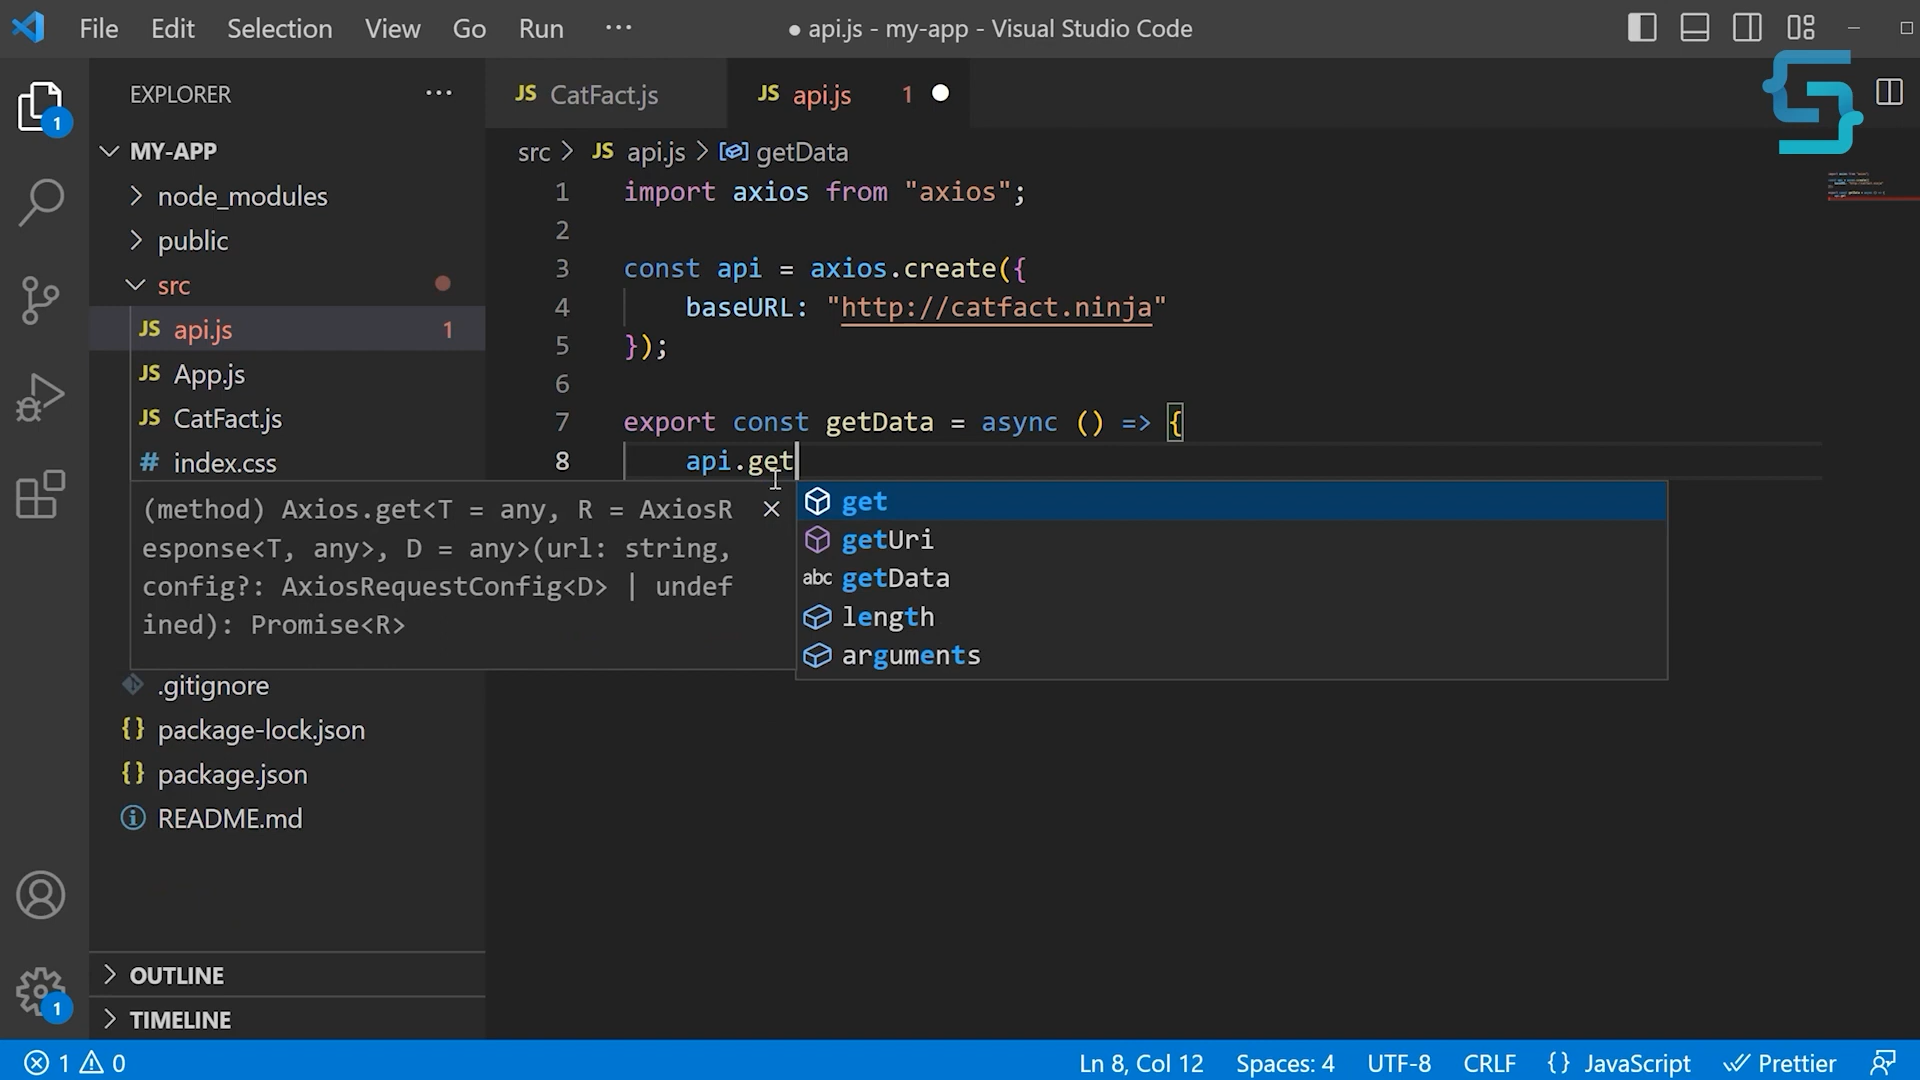 File Edit Selection View Go Run ···
● api.js - my-app - Visual Studio Code
EXPLORER ···
JS CatFact.js
JS api.js 1
src > JS api.js > getData
MY-APP
node_modules
public
src
JS api.js 1
JS App.js
JS CatFact.js
# index.css
.gitignore
{} package-lock.json
{} package.json
README.md
OUTLINE
TIMELINE
1
1
1 import axios from "axios";
2
3 const api = axios.create({
4 baseURL: "http://catfact.ninja"
5 });
6
7 export const getData = async () => {
8 api.get
(method) Axios.get<T = any, R = AxiosR
esponse<T, any>, D = any>(url: string,
config?: AxiosRequestConfig<D> | undef
ined): Promise<R>
get
getUri
abc getData
length
arguments
1 0
Ln 8, Col 12 Spaces: 4 UTF-8 CRLF {} JavaScript Prettier